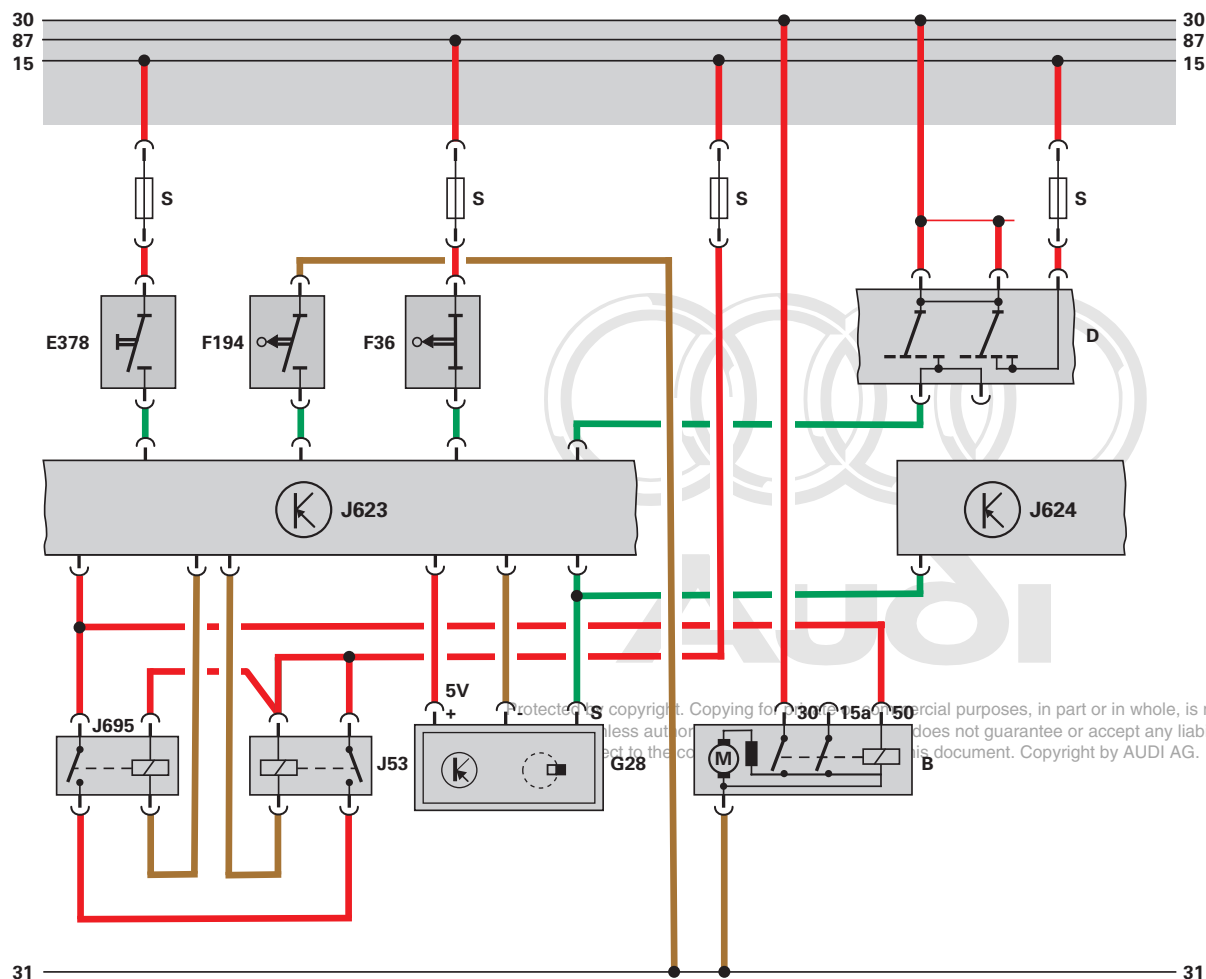 30 30
87 87
15 15
S S S S
E378 F194 F36 D
J623 J624
5V
+ - S 30 15a 50
J695 J53 G28 M B
Protected by copyright. Copying for private or commercial purposes, in part or in whole, is
does not guarantee or accept any
document. Copyright by AUDI AG.
Audi
31 31